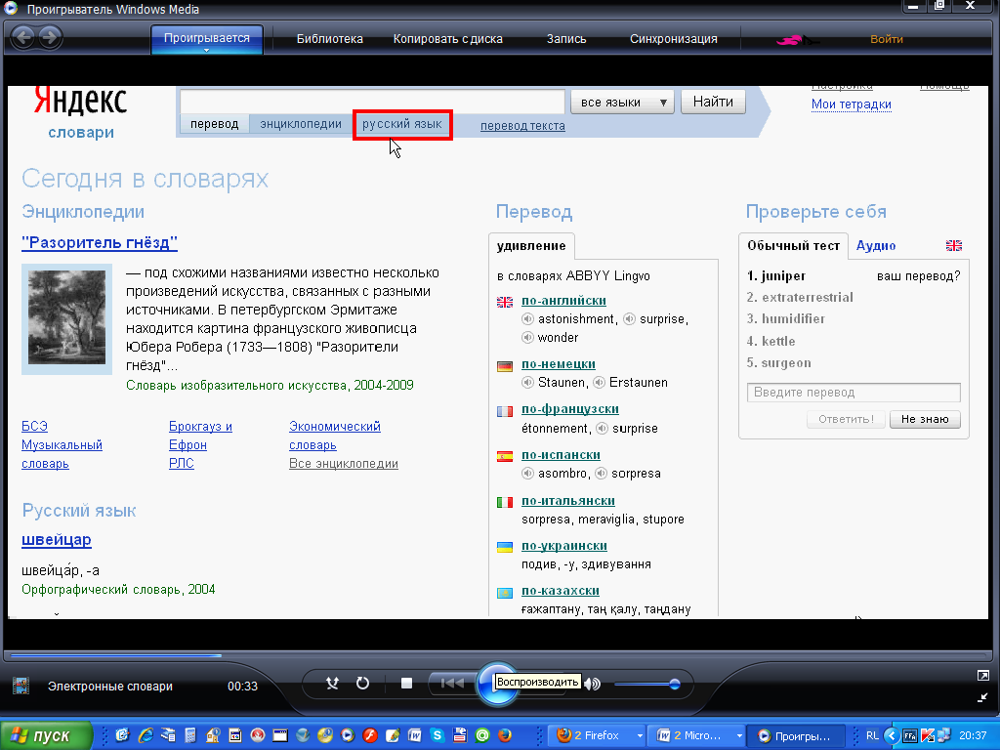 Проигрыватель Windows Media
Проигрывается
Библиотека
Копировать с диска
Запись
Синхронизация
Войти
Яндекс
словари
все языки
Найти
перевод
энциклопедии
русский язык
перевод текста
Настройка
Помощь
Мои тетрадки
Сегодня в словарях
Энциклопедии
"Разоритель гнёзд"
— под схожими названиями известно несколько
произведений искусства, связанных с разными
источниками. В петербургском Эрмитаже
находится картина французского живописца
Юбера Робера (1733—1808) "Разорители
гнёзд"...
Словарь изобразительного искусства, 2004-2009
БСЭ
Музыкальный
словарь
Брокгауз и
Ефрон
РЛС
Экономический
словарь
Все энциклопедии
Русский язык
швейцар
швейца́р, -а
Орфографический словарь, 2004
Перевод
удивление
в словарях ABBYY Lingvo
по-английски
astonishment, surprise,
wonder
по-немецки
Staunen, Erstaunen
по-французски
étonnement, surprise
по-испански
asombro, sorpresa
по-итальянски
sorpresa, meraviglia, stupore
по-украински
подив, -у, здивування
по-казахски
ғажаптану, таң қалу, таңдану
Проверьте себя
Обычный тест
Аудио
1. juniper
ваш перевод?
2. extraterrestrial
3. humidifier
4. kettle
5. surgeon
Введите перевод
Ответить!
Не знаю
Электронные словари
00:33
Воспроизводить
пуск
2 Firefox
2 Micro...
Проигры...
RL
20:37